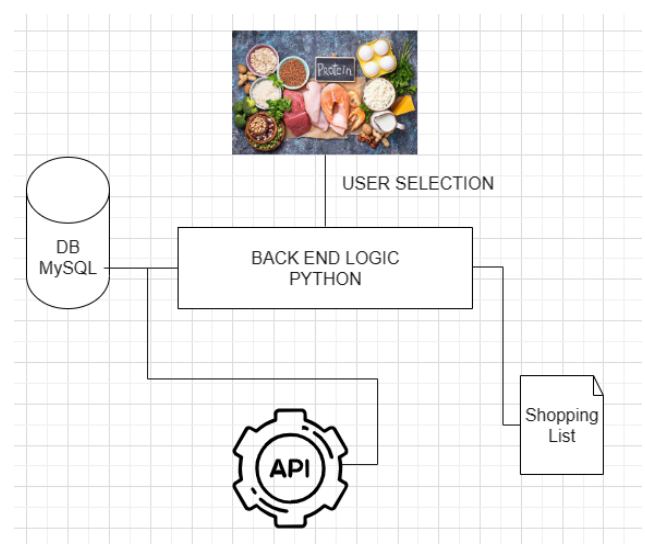 Protein
USER SELECTION
DB
MySQL
BACK END LOGIC
PYTHON
Shopping
List
API